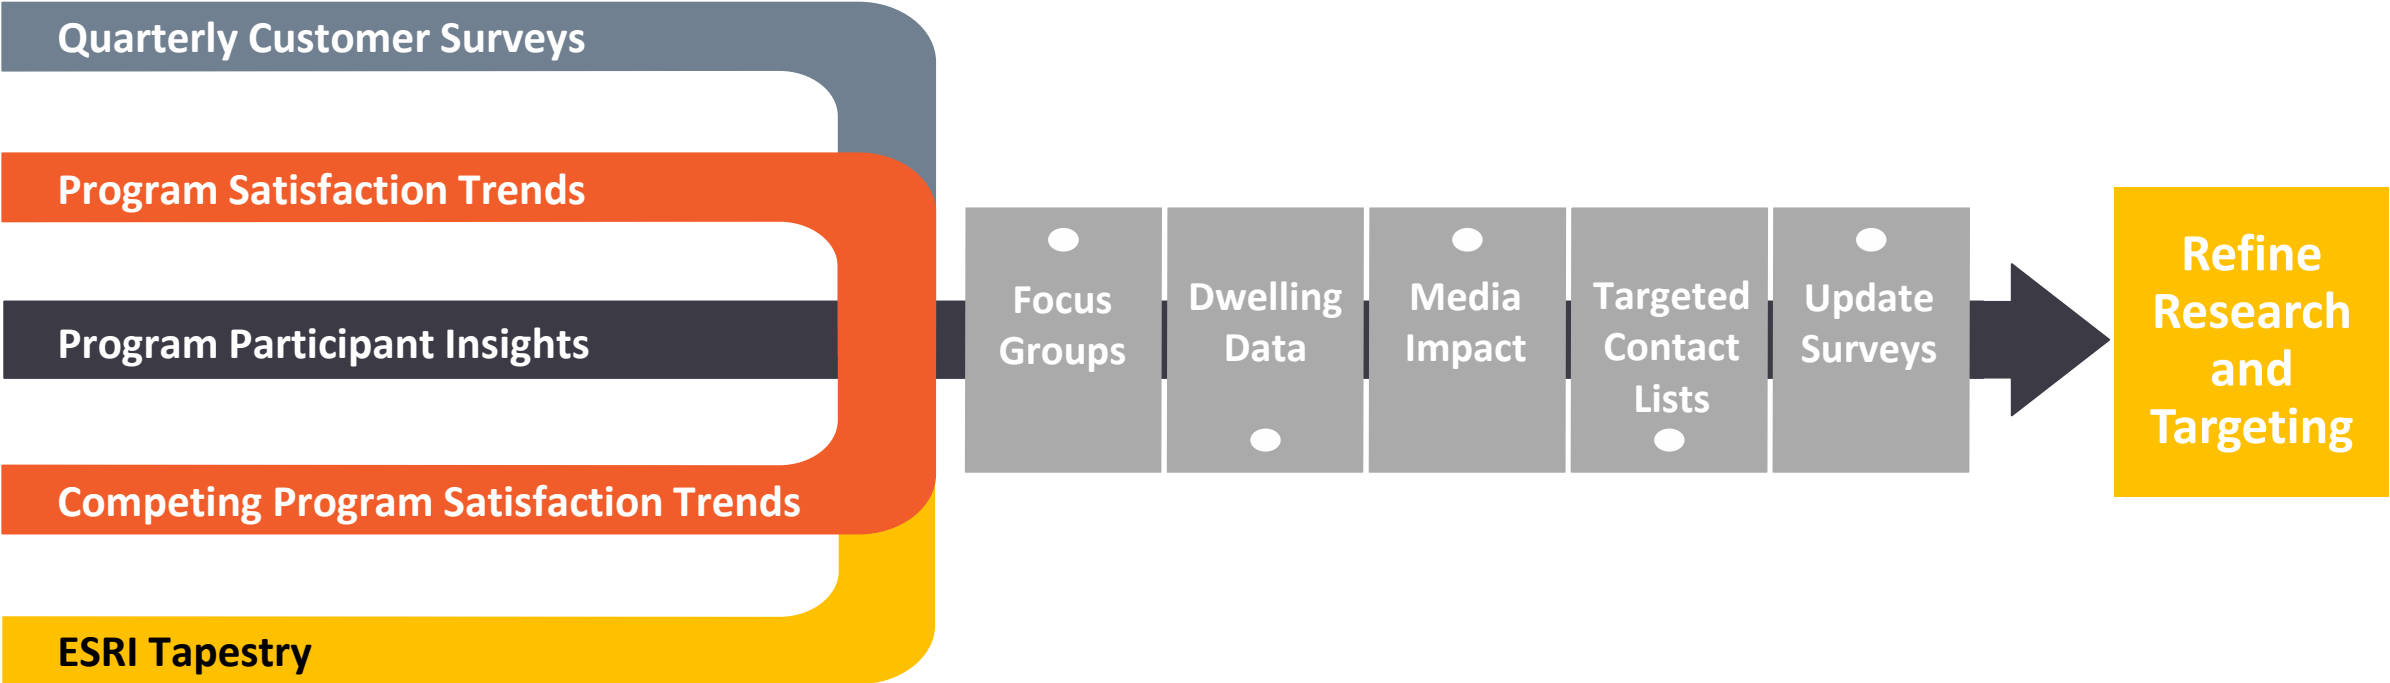 Quarterly Customer Surveys
Program Satisfaction Trends
Program Participant Insights
Competing Program Satisfaction Trends
ESRI Tapestry
Focus
Groups
Dwelling
Data
Media
Impact
Targeted
Contact
Lists
Update
Surveys
Refine
Research
and
Targeting